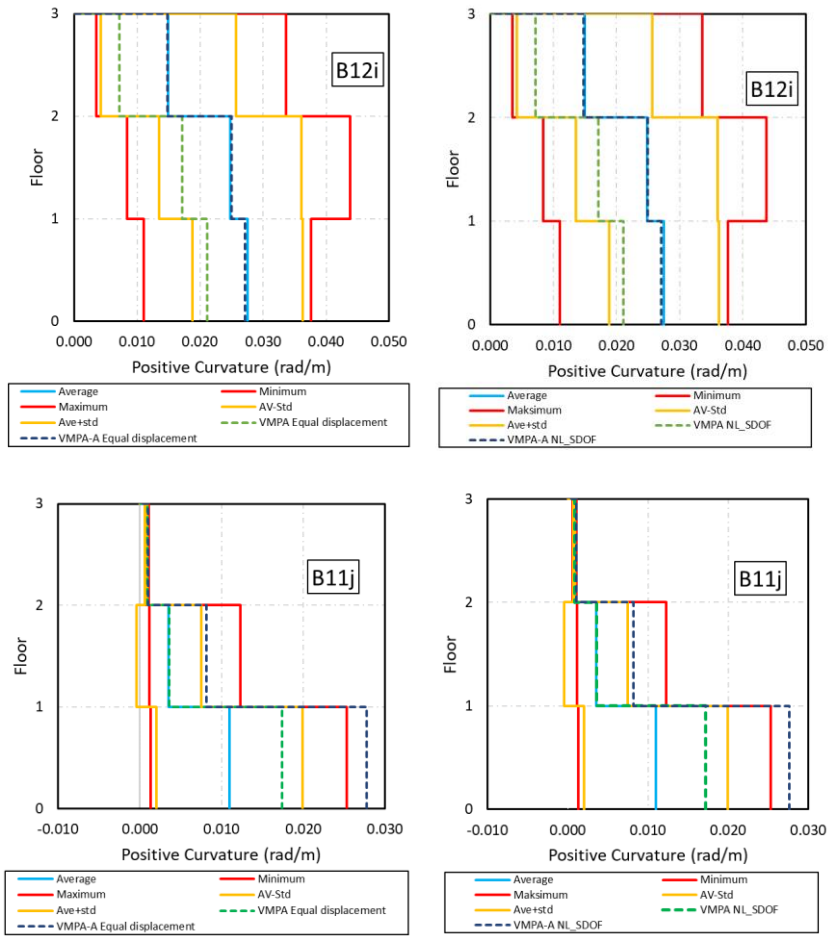 3
2
1
0
Floor
B12i
0.000 0.010 0.020 0.030 0.040 0.050
Positive Curvature (rad/m)
Average Minimum
Maximum AV-Std
Ave+std VMPA Equal displacement
VMPA-A Equal displacement
3
2
1
0
Floor
B12i
0.000 0.010 0.020 0.030 0.040 0.050
Positive Curvature (rad/m)
Average Minimum
Maksimum AV-Std
Ave+std VMPA NL_SDOF
VMPA-A NL_SDOF
3
2
1
0
Floor
B11j
-0.010 0.000 0.010 0.020 0.030
Positive Curvature (rad/m)
Average Minimum
Maximum AV-Std
Ave+std VMPA Equal displacement
VMPA-A Equal displacement
3
2
1
0
Floor
B11j
-0.010 0.000 0.010 0.020 0.030
Positive Curvature (rad/m)
Average Minimum
Maksimum AV-Std
Ave+std VMPA NL_SDOF
VMPA-A NL_SDOF